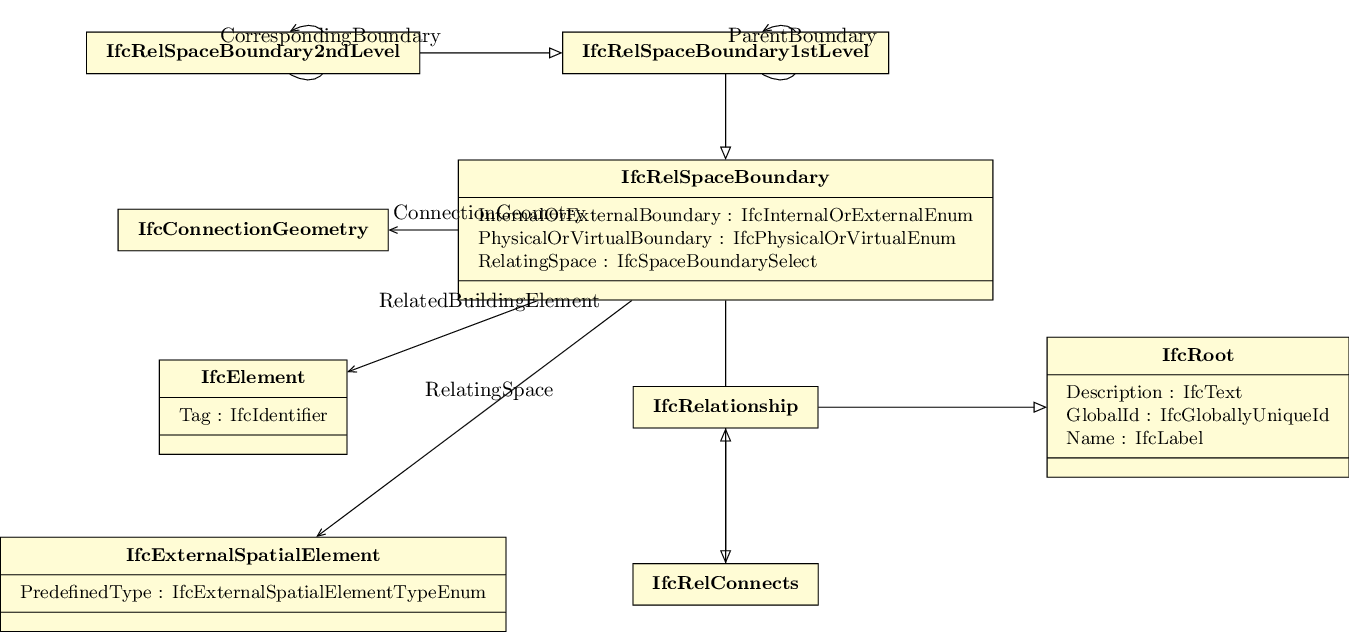 CorrespondingBoundary
IfcRelSpaceBoundary2ndLevel
ParentBoundary
IfcRelSpaceBoundary1stLevel
IfcRelSpaceBoundary
InternalOrExternalBoundary : IfcInternalOrExternalEnum
PhysicalOrVirtualBoundary : IfcPhysicalOrVirtualEnum
RelatingSpace : IfcSpaceBoundarySelect
ConnectionGeometry
IfcConnectionGeometry
RelatedBuildingElement
IfcElement
Tag : IfcIdentifier
RelatingSpace
IfcRelationship
IfcRoot
Description : IfcText
GlobalId : IfcGloballyUniqueId
Name : IfcLabel
IfcExternalSpatialElement
PredefinedType : IfcExternalSpatialElementTypeEnum
IfcRelConnects